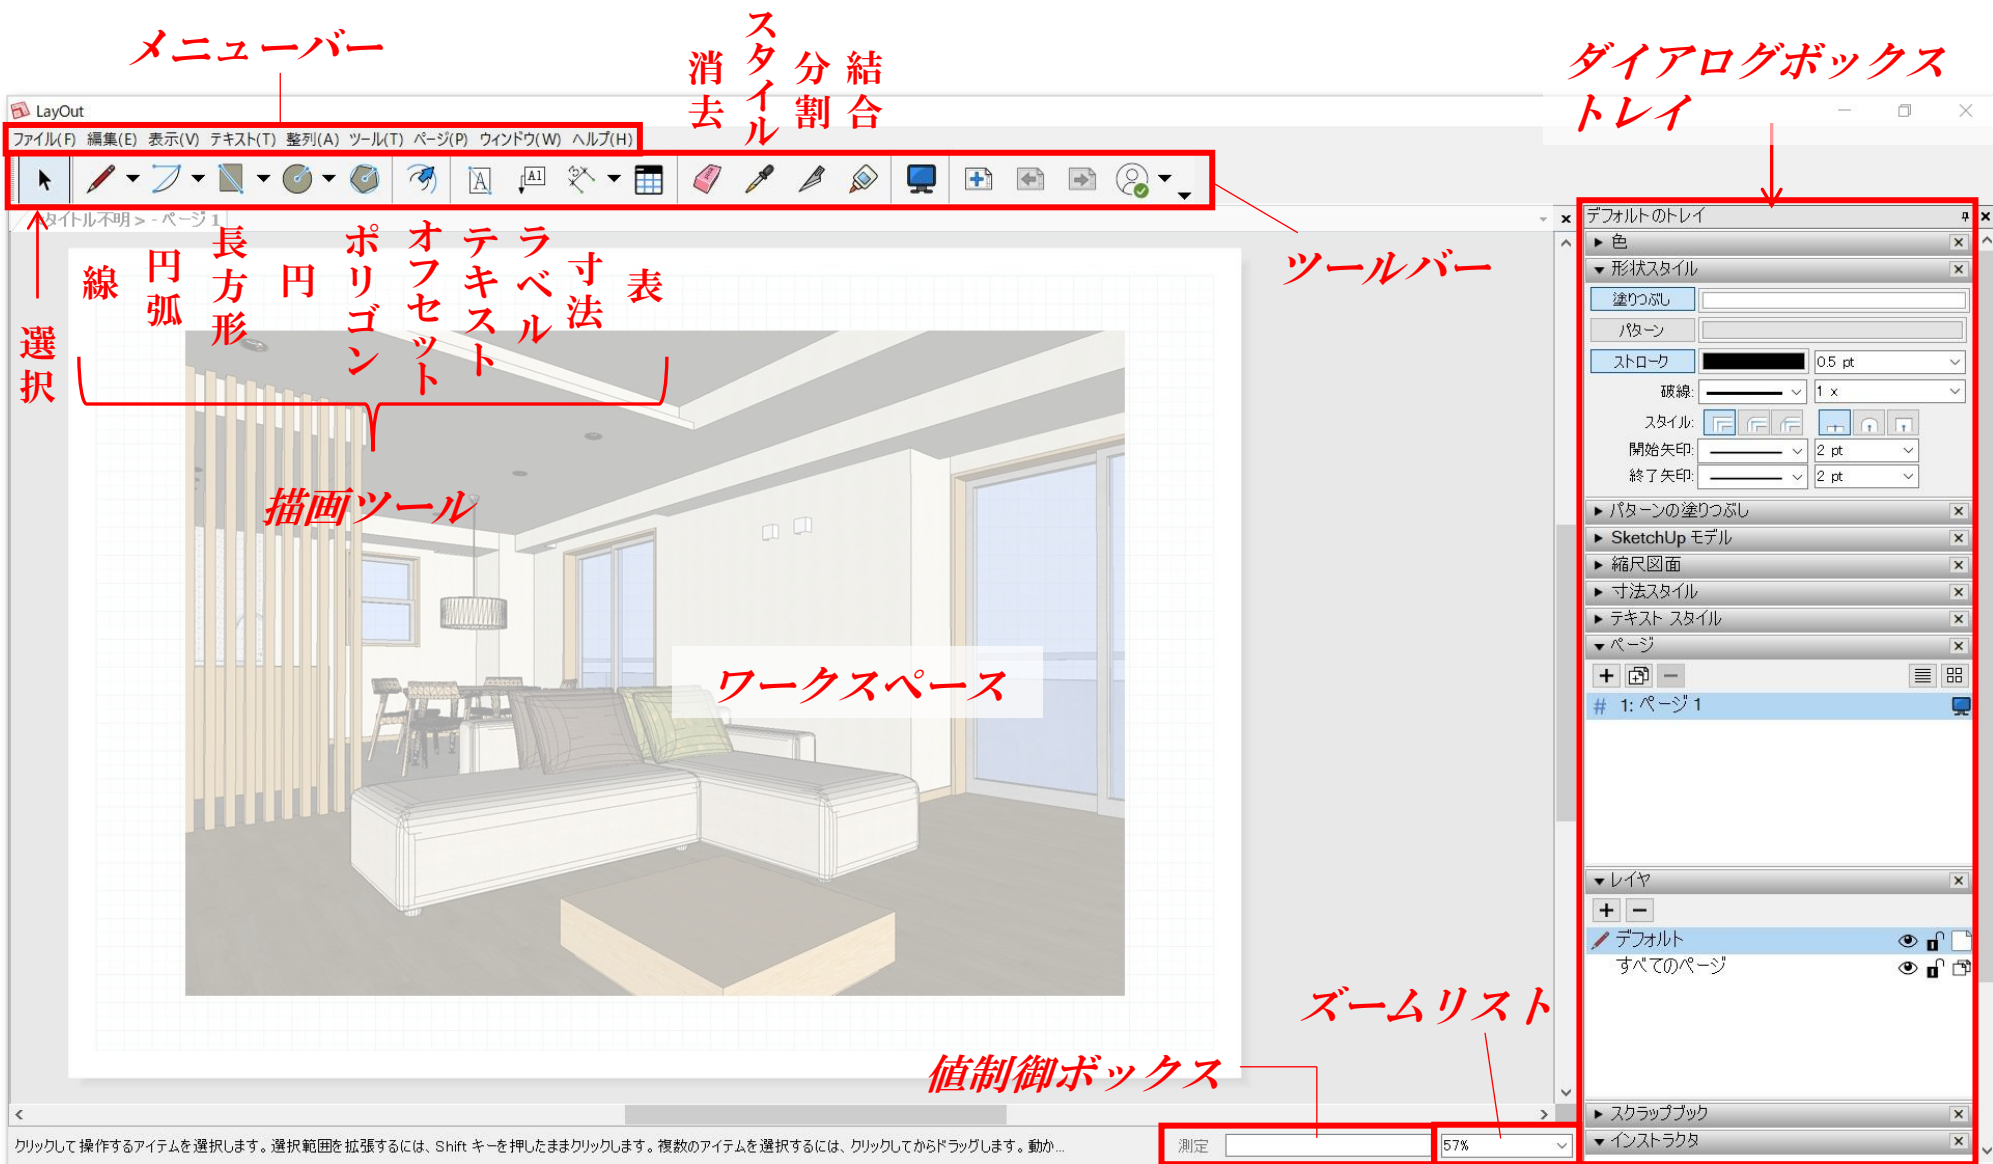 メニューバー
消去
スタイル
分割
結合
ダイアログボックス
トレイ
LayOut
ファイル(F) 編集(E) 表示(V) テキスト(T) 整列(A) ツール(T) ページ(P) ウィンドウ(W) ヘルプ(H)
A
A1
タイトル不明 > - ページ 1
選択
線
円弧
長方形
円
ポリゴン
オフセット
テキスト
ラベル
寸法
表
描画ツール
ツールバー
ワークスペース
デフォルトのトレイ
色
形状スタイル
塗りつぶし
パターン
ストローク 0.5 pt
破線: 1 x
スタイル:
開始矢印: 2 pt
終了矢印: 2 pt
パターンの塗りつぶし
SketchUp モデル
縮尺図面
寸法スタイル
テキスト スタイル
ページ
# 1: ページ 1
レイヤ
デフォルト
すべてのページ
スクラップブック
インストラクタ
ズームリスト
値制御ボックス
クリックして操作するアイテムを選択します。選択範囲を拡張するには、Shift キーを押したままクリックします。複数のアイテムを選択するには、クリックしてからドラッグします。動か...
測定
57%